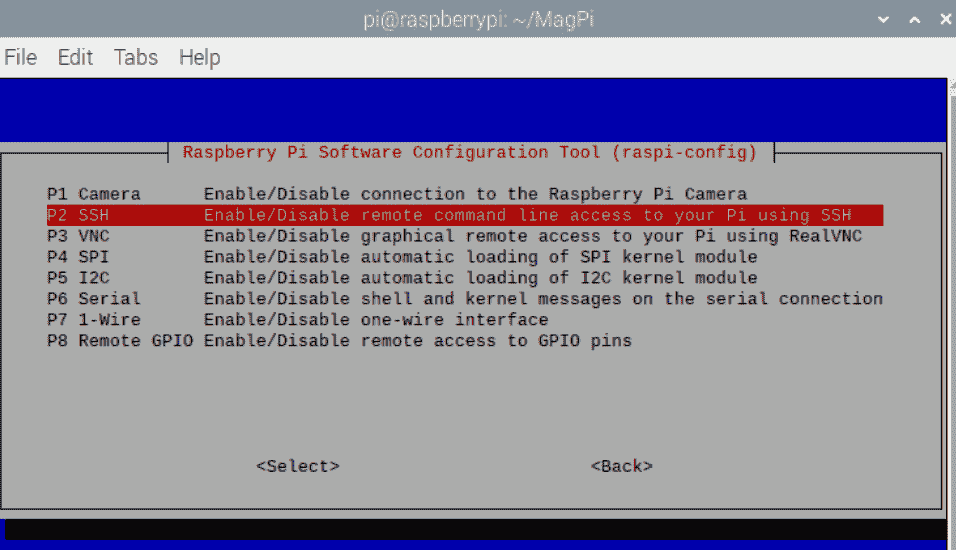 pi@raspberrypi: ~/MagPi
File Edit Tabs Help
Raspberry Pi Software Configuration Tool (raspi-config)
P1 Camera Enable/Disable connection to the Raspberry Pi Camera
P2 SSH Enable/Disable remote command line access to your Pi using SSH
P3 VNC Enable/Disable graphical remote access to your Pi using RealVNC
P4 SPI Enable/Disable automatic loading of SPI kernel module
P5 I2C Enable/Disable automatic loading of I2C kernel module
P6 Serial Enable/Disable shell and kernel messages on the serial connection
P7 1-Wire Enable/Disable one-wire interface
P8 Remote GPIO Enable/Disable remote access to GPIO pins
<Select> <Back>